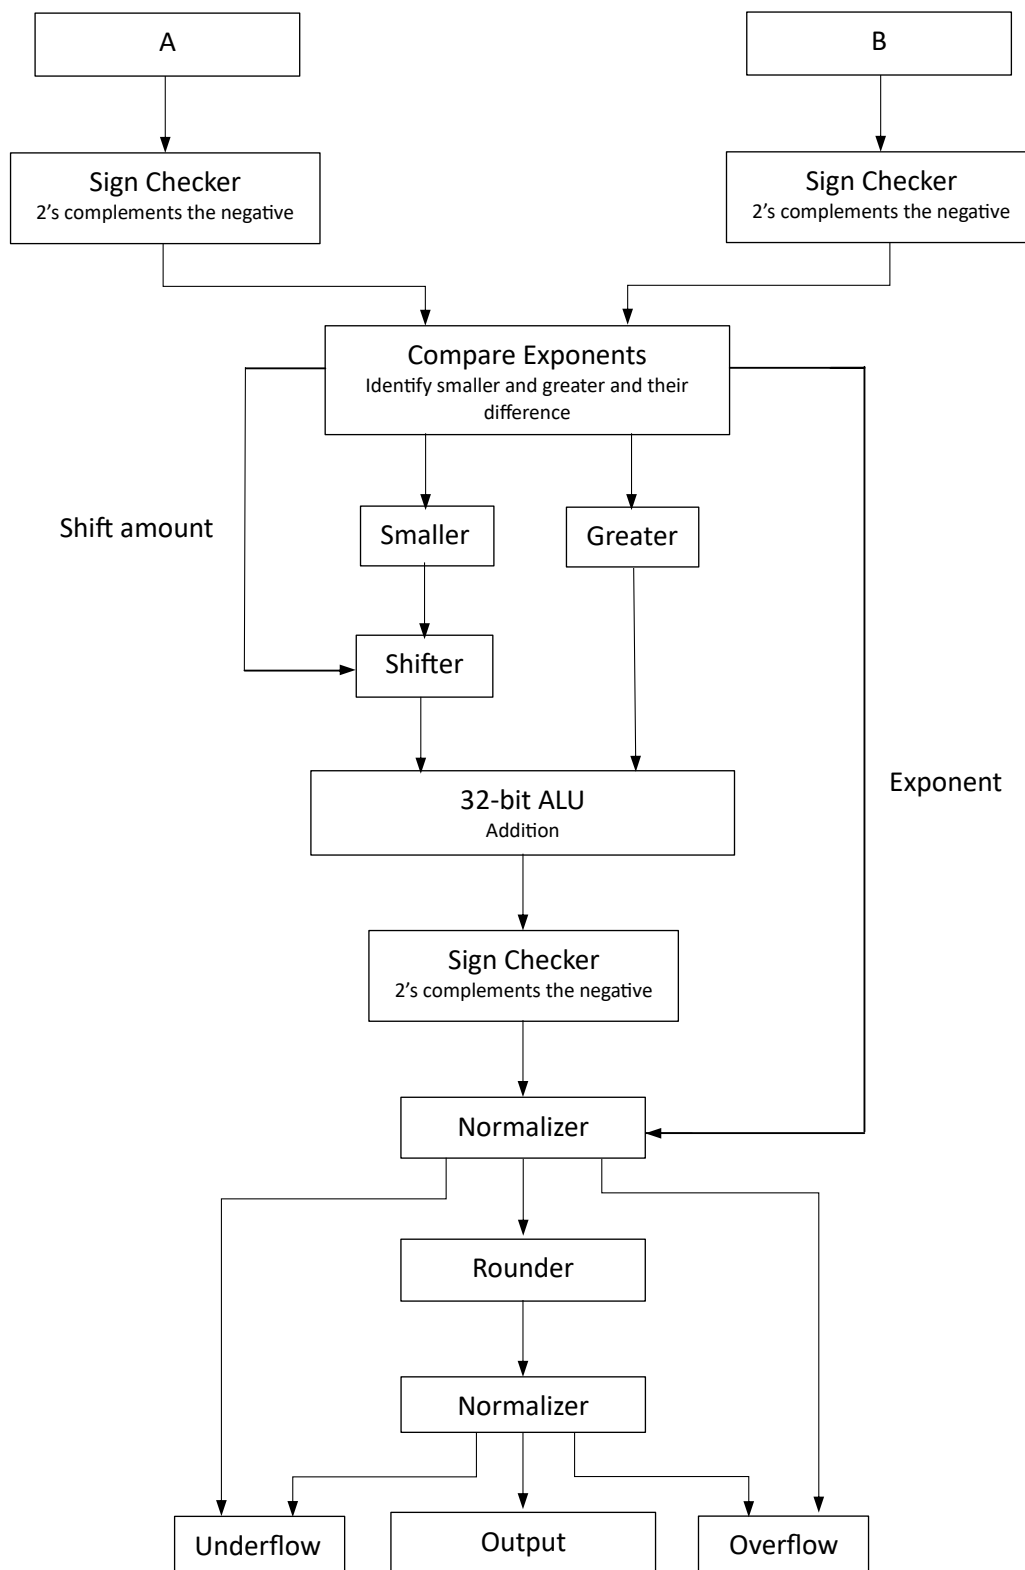 A
B
Sign Checker
2’s complements the negative
Sign Checker
2’s complements the negative
Compare Exponents
Identify smaller and greater and their
difference
Shift amount
Smaller
Greater
Shifter
32-bit ALU
Addition
Exponent
Sign Checker
2’s complements the negative
Normalizer
Rounder
Normalizer
Underflow
Output
Overflow